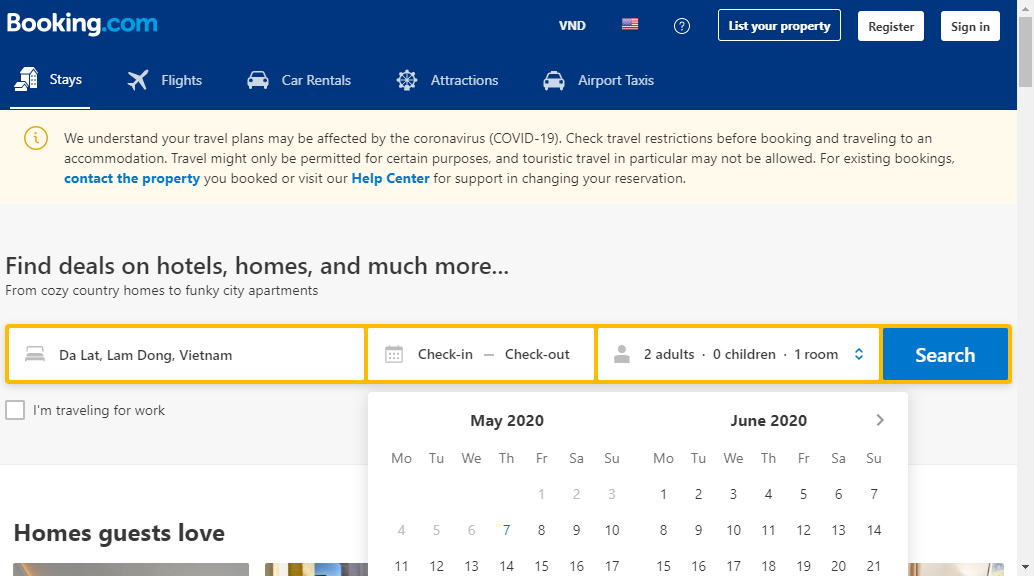 Booking.com
VND
?
List your property
Register
Sign in
Stays
Flights
Car Rentals
Attractions
Airport Taxis
We understand your travel plans may be affected by the coronavirus (COVID-19). Check travel restrictions before booking and traveling to an
accommodation. Travel might only be permitted for certain purposes, and touristic travel in particular may not be allowed. For existing bookings,
contact the property you booked or visit our Help Center for support in changing your reservation.
Find deals on hotels, homes, and much more...
From cozy country homes to funky city apartments
Da Lat, Lam Dong, Vietnam
Check-in — Check-out
2 adults · 0 children · 1 room
Search
I'm traveling for work
May 2020
Mo Tu We Th Fr Sa Su
1 2 3
4 5 6 7 8 9 10
11 12 13 14 15 16 17
June 2020
Mo Tu We Th Fr Sa Su
1 2 3 4 5 6 7
8 9 10 11 12 13 14
15 16 17 18 19 20 21
Homes guests love